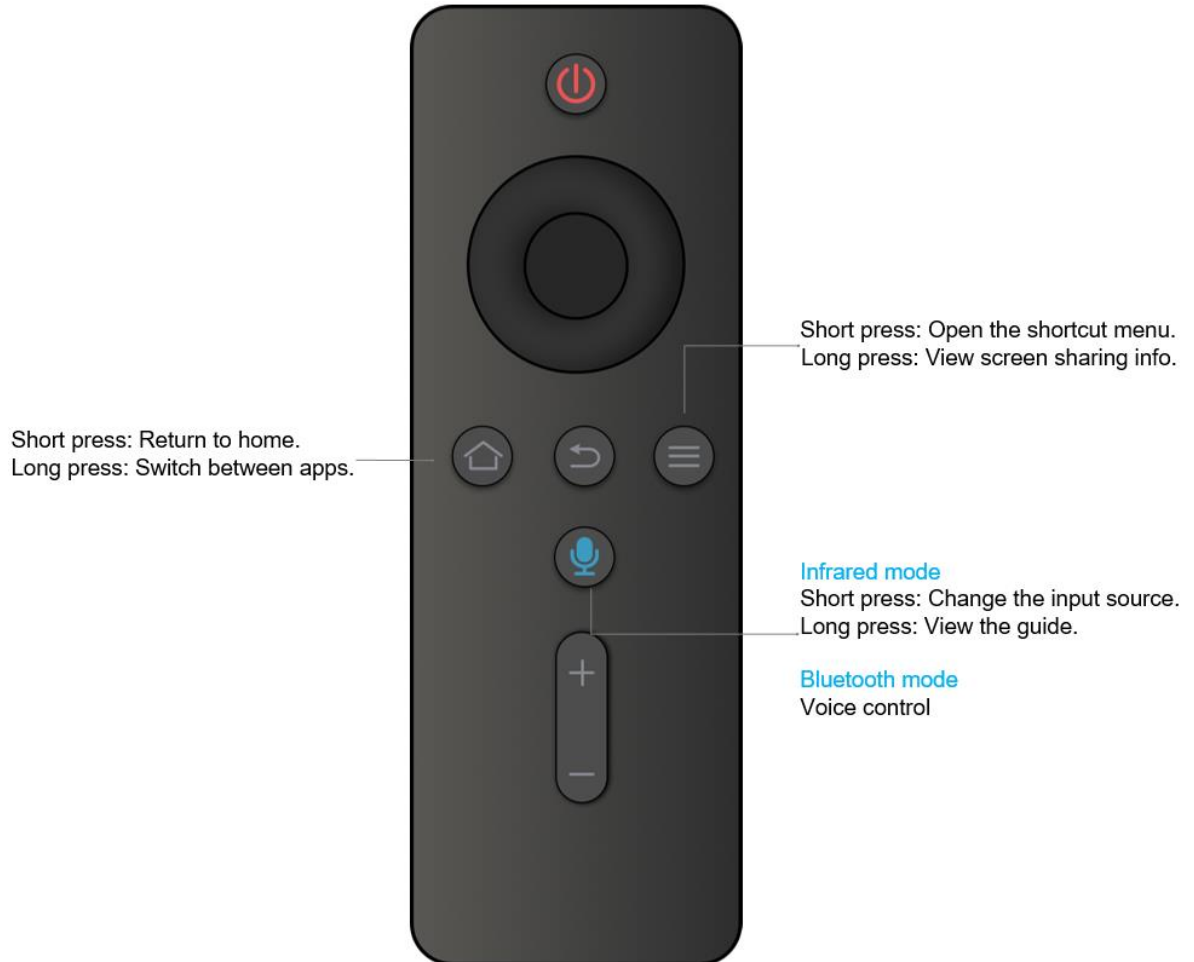 Short press: Open the shortcut menu.
Long press: View screen sharing info.
Short press: Return to home.
Long press: Switch between apps.
Infrared mode
Short press: Change the input source.
Long press: View the guide.
Bluetooth mode
Voice control
+
−